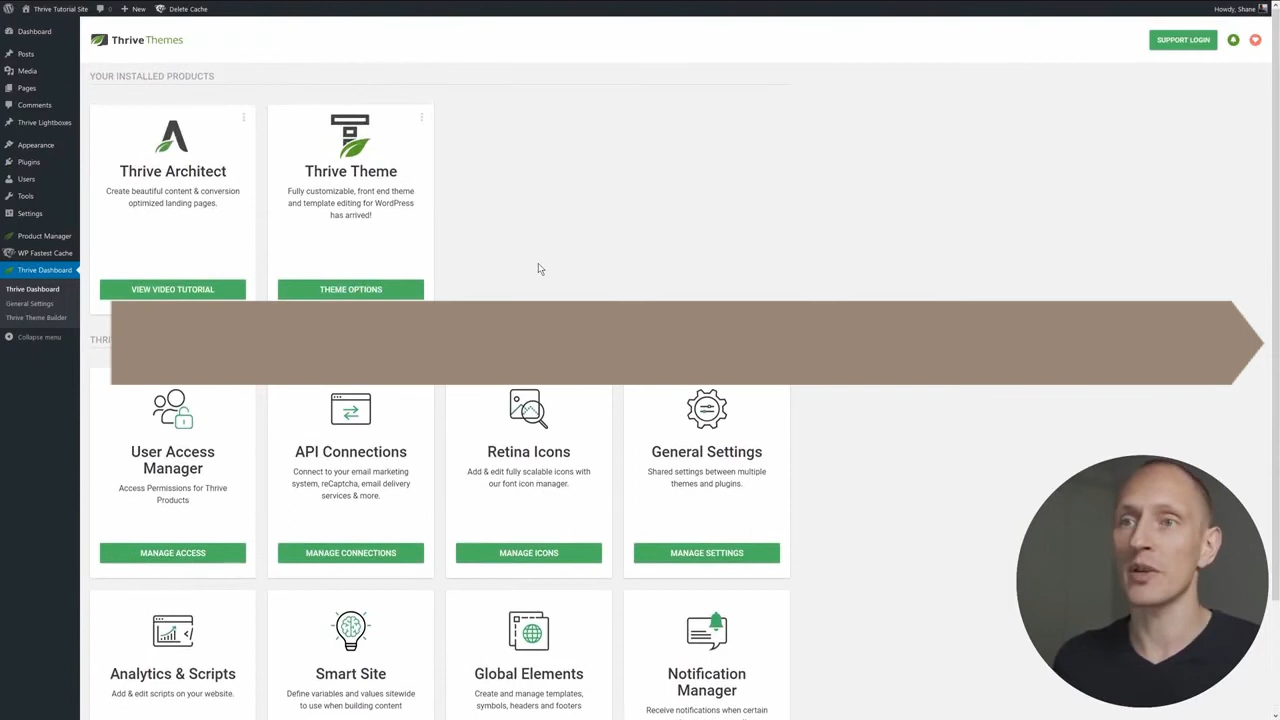 Thrive Tutorial Site
0
New
Delete Cache
Howdy, Shane
Dashboard
Posts
Media
Pages
Comments
Thrive Lightboxes
Appearance
Plugins
Users
Tools
Settings
Product Manager
WP Fastest Cache
Thrive Dashboard
Thrive Dashboard
General Settings
Thrive Theme Builder
Collapse menu
Thrive Themes
SUPPORT LOGIN
YOUR INSTALLED PRODUCTS
Thrive Architect
Create beautiful content & conversion
optimized landing pages.
VIEW VIDEO TUTORIAL
Thrive Theme
Fully customizable, front end theme
and template editing for WordPress
has arrived!
THEME OPTIONS
User Access
Manager
Access Permissions for Thrive
Products
MANAGE ACCESS
API Connections
Connect to your email marketing
system, reCaptcha, email delivery
services & more.
MANAGE CONNECTIONS
Retina Icons
Add & edit fully scalable icons with
our font icon manager.
MANAGE ICONS
General Settings
Shared settings between multiple
themes and plugins.
MANAGE SETTINGS
Analytics & Scripts
Add & edit scripts on your website.
Smart Site
Define variables and values sitewide
to use when building content
Global Elements
Create and manage templates,
symbols, headers and footers
Notification
Manager
Receive notifications when certain